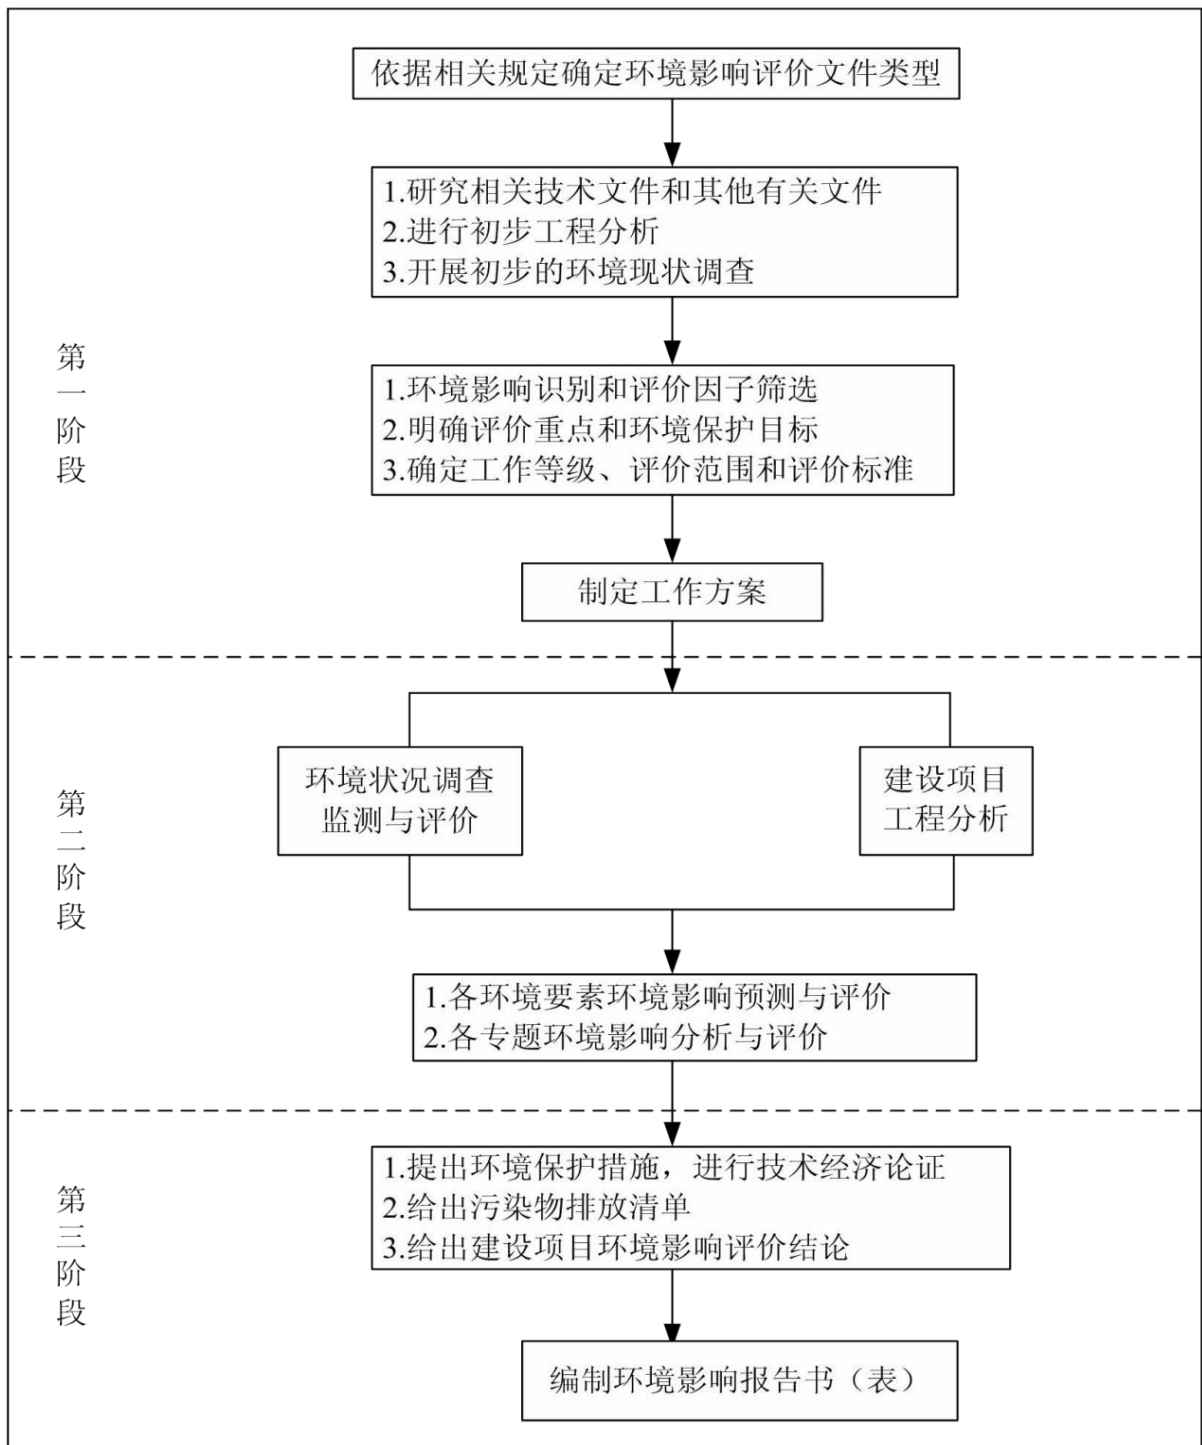 依据相关规定确定环境影响评价文件类型
1.研究相关技术文件和其他有关文件
2.进行初步工程分析
3.开展初步的环境现状调查
第一阶段
1.环境影响识别和评价因子筛选
2.明确评价重点和环境保护目标
3.确定工作等级、评价范围和评价标准
制定工作方案
第二阶段
环境状况调查
监测与评价
建设项目
工程分析
1.各环境要素环境影响预测与评价
2.各专题环境影响分析与评价
第三阶段
1.提出环境保护措施，进行技术经济论证
2.给出污染物排放清单
3.给出建设项目环境影响评价结论
编制环境影响报告书（表）